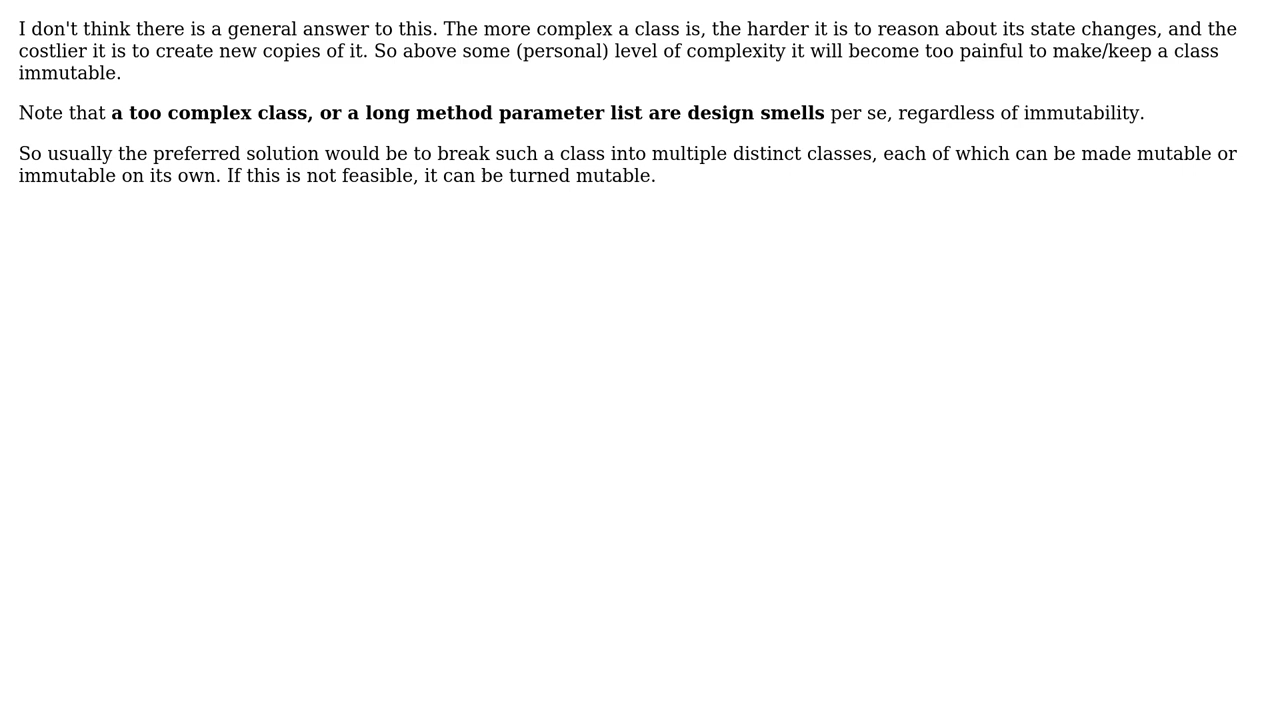 I don't think there is a general answer to this. The more complex a class is, the harder it is to reason about its state changes, and the
costlier it is to create new copies of it. So above some (personal) level of complexity it will become too painful to make/keep a class
immutable.
Note that a too complex class, or a long method parameter list are design smells per se, regardless of immutability.
So usually the preferred solution would be to break such a class into multiple distinct classes, each of which can be made mutable or
immutable on its own. If this is not feasible, it can be turned mutable.